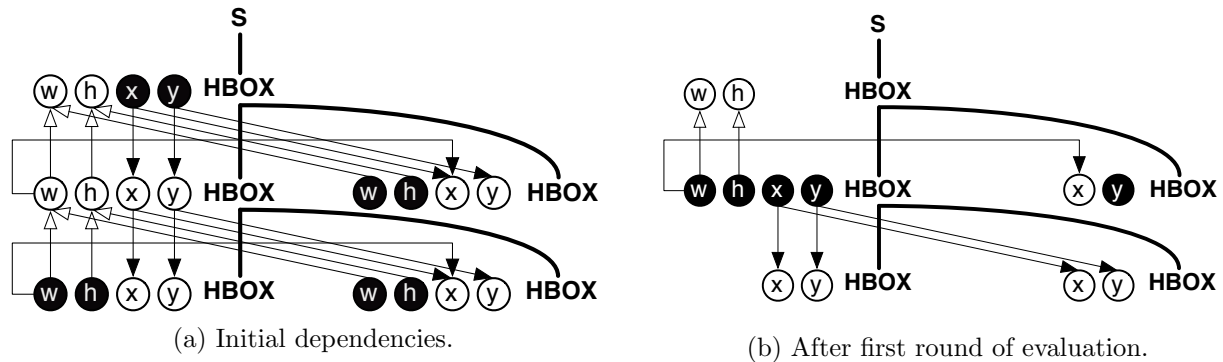 S
w h x y HBOX
w h x y HBOX w h x y HBOX
w h x y HBOX w h x y HBOX
(a) Initial dependencies.
S
w h HBOX
w h x y HBOX x y HBOX
x y HBOX x y HBOX
(b) After first round of evaluation.